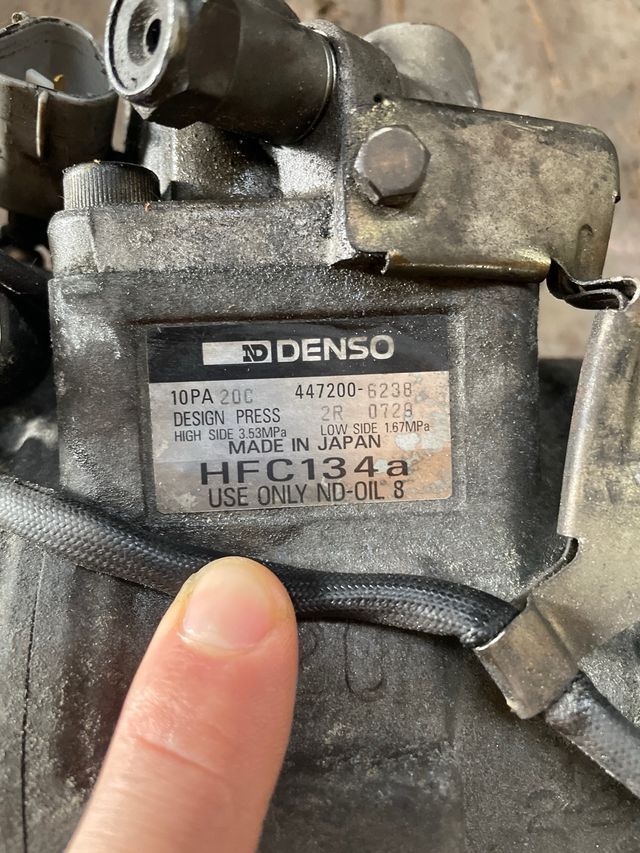 ND DENSO
10PA 20C 447200-6238
DESIGN PRESS 2R 0728
HIGH SIDE 3.53MPa LOW SIDE 1.67MPa
MADE IN JAPAN
HFC134a
USE ONLY ND-OIL 8